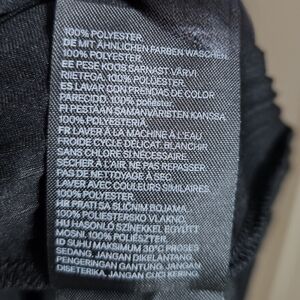 100% POLYESTER.
DE MIT ÄHNLICHEN FARBEN WASCHEN.
100% POLYESTER.
EE PESE KOOS SARNAST VÄRVI
RIIETEGA. 100% POLÜESTER.
ES LAVAR CON PRENDAS DE COLOR
PARECIDO. 100% poliéster.
FI PESU SAMANVÄRISTEN KANSSA.
100% POLYESTERIÄ
FR LAVER À LA MACHINE À L'EAU
FROIDE CYCLE DÉLICAT. BLANCHIR
SANS CHLORE SI NÉCESSAIRE.
SÉCHER À L'AIR NE PAS REPASSER.
PAS DE NETTOYAGE À SEC
LAVER AVEC COULEURS SIMILAIRES.
100% POLYESTER.
HR PRATI SA SLIČNIM BOJAMA.
100% POLIESTERSKO VLAKNO.
HU HASONLÓ SZÍNEKKEL EGYÜTT
MOSNI. 100% POLIÉSZTER.
ID SUHU MAKSIMUM 30°C PROSES
SEDANG. JANGAN DIKELANTANG.
PENGERINGAN GANTUNG. JANGAN
DISETERIKA. JANGAN CUCI KERING.